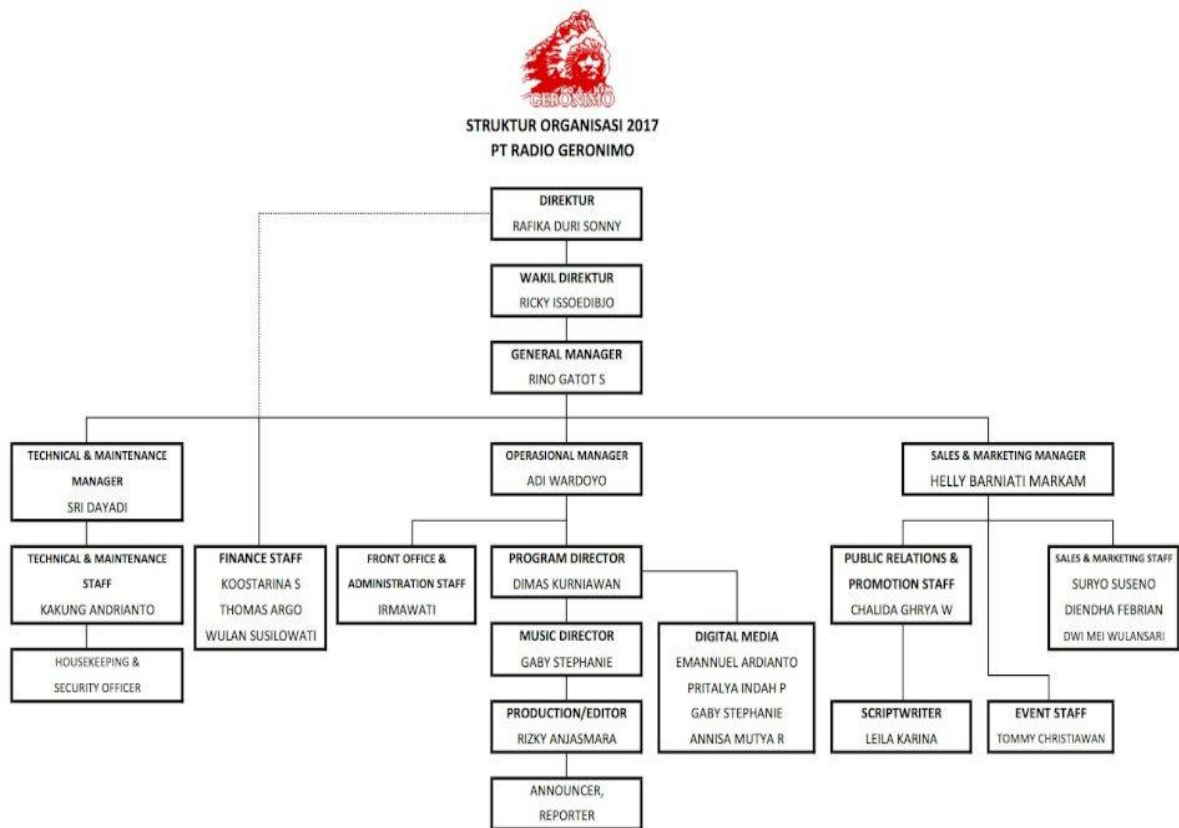 GERONIMO
STRUKTUR ORGANISASI 2017
PT RADIO GERONIMO
DIREKTUR
RAFIKA DURI SONNY
WAKIL DIREKTUR
RICKY ISSOEDIBJO
GENERAL MANAGER
RINO GATOT S
TECHNICAL & MAINTENANCE
MANAGER
SRI DAYADI
OPERASIONAL MANAGER
ADI WARDOYO
SALES & MARKETING MANAGER
HELLY BARNIATI MARKAM
TECHNICAL & MAINTENANCE
STAFF
KAKUNG ANDRIANTO
HOUSEKEEPING &
SECURITY OFFICER
FINANCE STAFF
KOOSTARINA S
THOMAS ARGO
WULAN SUSILOWATI
FRONT OFFICE &
ADMINISTRATION STAFF
IRMAWATI
PROGRAM DIRECTOR
DIMAS KURNIAWAN
MUSIC DIRECTOR
GABY STEPHANIE
PRODUCTION/EDITOR
RIZKY ANJASMARA
ANNOUNCER,
REPORTER
DIGITAL MEDIA
EMANNUEL ARDIANTO
PRITALYA INDAH P
GABY STEPHANIE
ANNISA MUTYA R
PUBLIC RELATIONS &
PROMOTION STAFF
CHALIDA GHRYA W
SCRIPTWRITER
LEILA KARINA
SALES & MARKETING STAFF
SURYO SUSENO
DIENDHA FEBRIAN
DWI MEI WULANSARI
EVENT STAFF
TOMMY CHRISTIAWAN